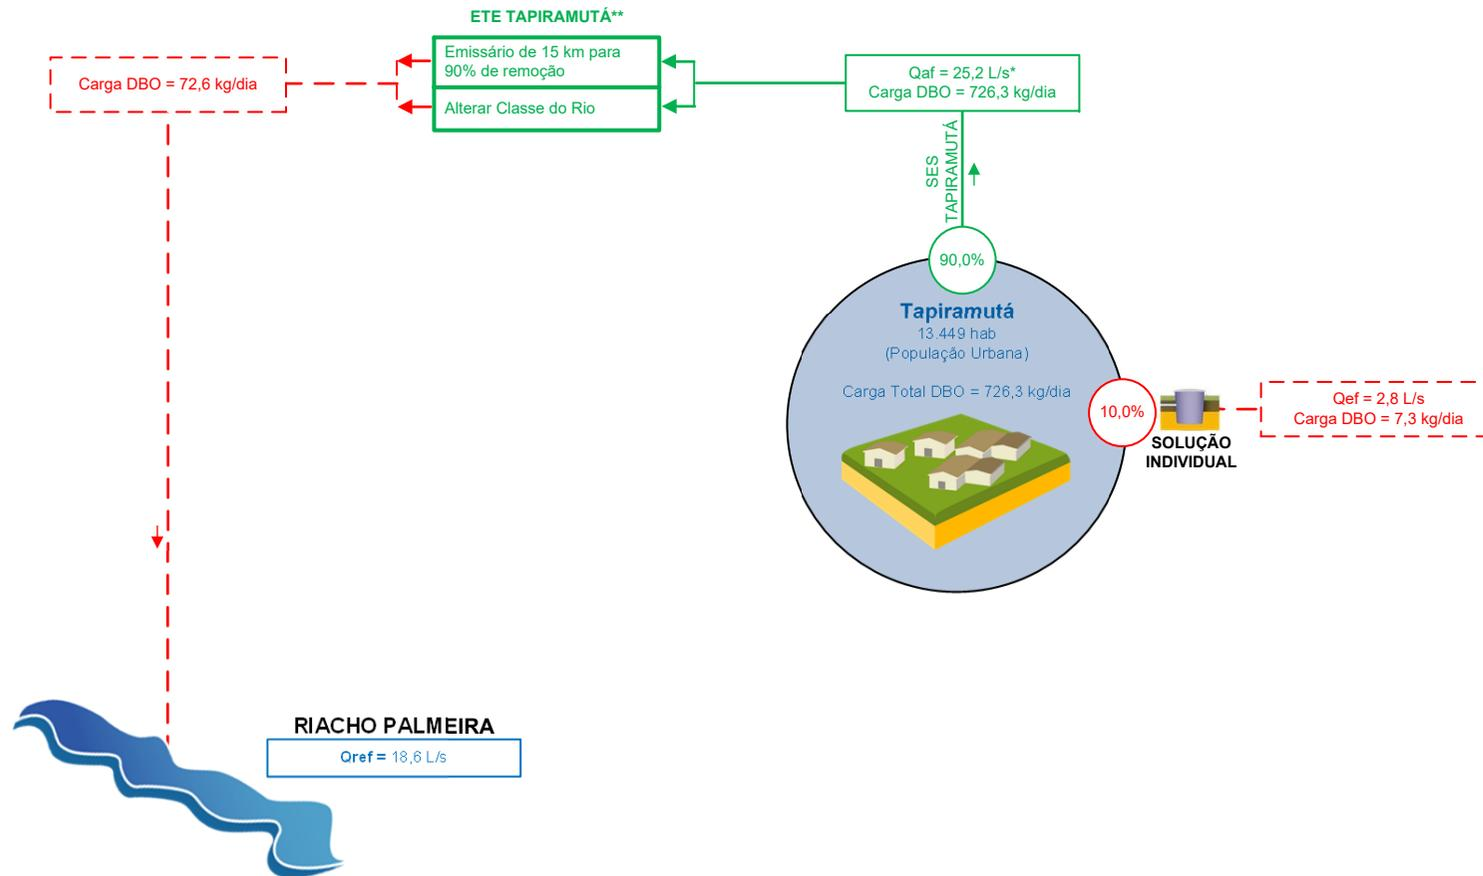 ETE TAPIRAMUTÁ**
Emissário de 15 km para
90% de remoção
Alterar Classe do Rio
Carga DBO = 72,6 kg/dia
Qaf = 25,2 L/s*
Carga DBO = 726,3 kg/dia
SES
TAPIRAMUTÁ
90,0%
Tapiramutá
13.449 hab
(População Urbana)
Carga Total DBO = 726,3 kg/dia
10,0%
SOLUÇÃO
INDIVIDUAL
Qef = 2,8 L/s
Carga DBO = 7,3 kg/dia
RIACHO PALMEIRA
Qref = 18,6 L/s